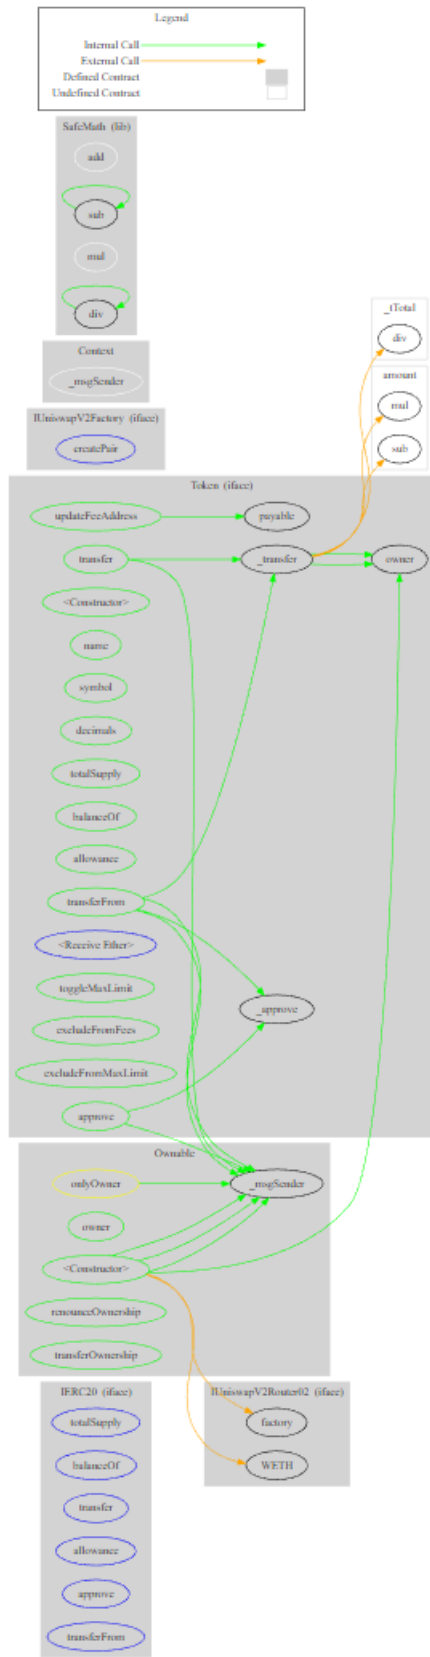 Legend
Internal Call
External Call
Defined Contract
Undefined Contract
SafeMath (lib)
add
sub
mul
div
_tTotal
div
Context
_msgSender
amount
mul
sub
IUniswapV2Factory (iface)
createPair
Token (iface)
updateFeeAddress
payable
transfer
_transfer
owner
<Constructor>
name
symbol
decimals
totalSupply
balanceOf
allowance
transferFrom
<Receive Ether>
toggleMaxLimit
_approve
excludeFromFees
excludeFromMaxLimit
approve
Ownable
onlyOwner
_msgSender
owner
<Constructor>
renounceOwnership
transferOwnership
IERC20 (iface)
totalSupply
balanceOf
transfer
allowance
approve
transferFrom
IUniswapV2Router02 (iface)
factory
WETH